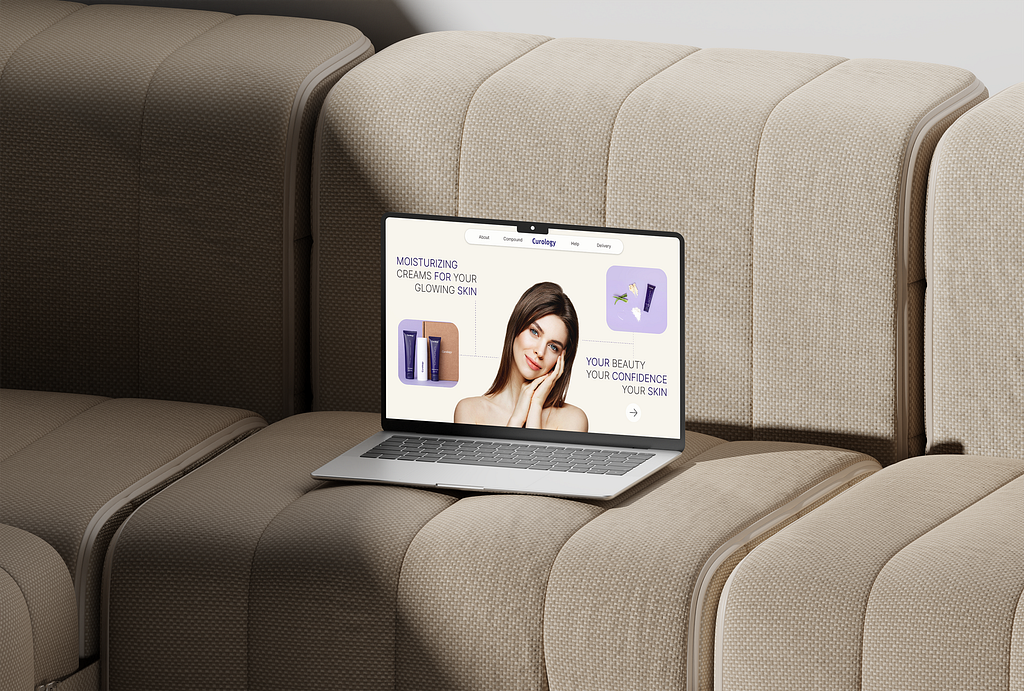 About Compound Curology Help Delivery
MOISTURIZING
CREAMS FOR YOUR
GLOWING SKIN
YOUR BEAUTY
YOUR CONFIDENCE
YOUR SKIN